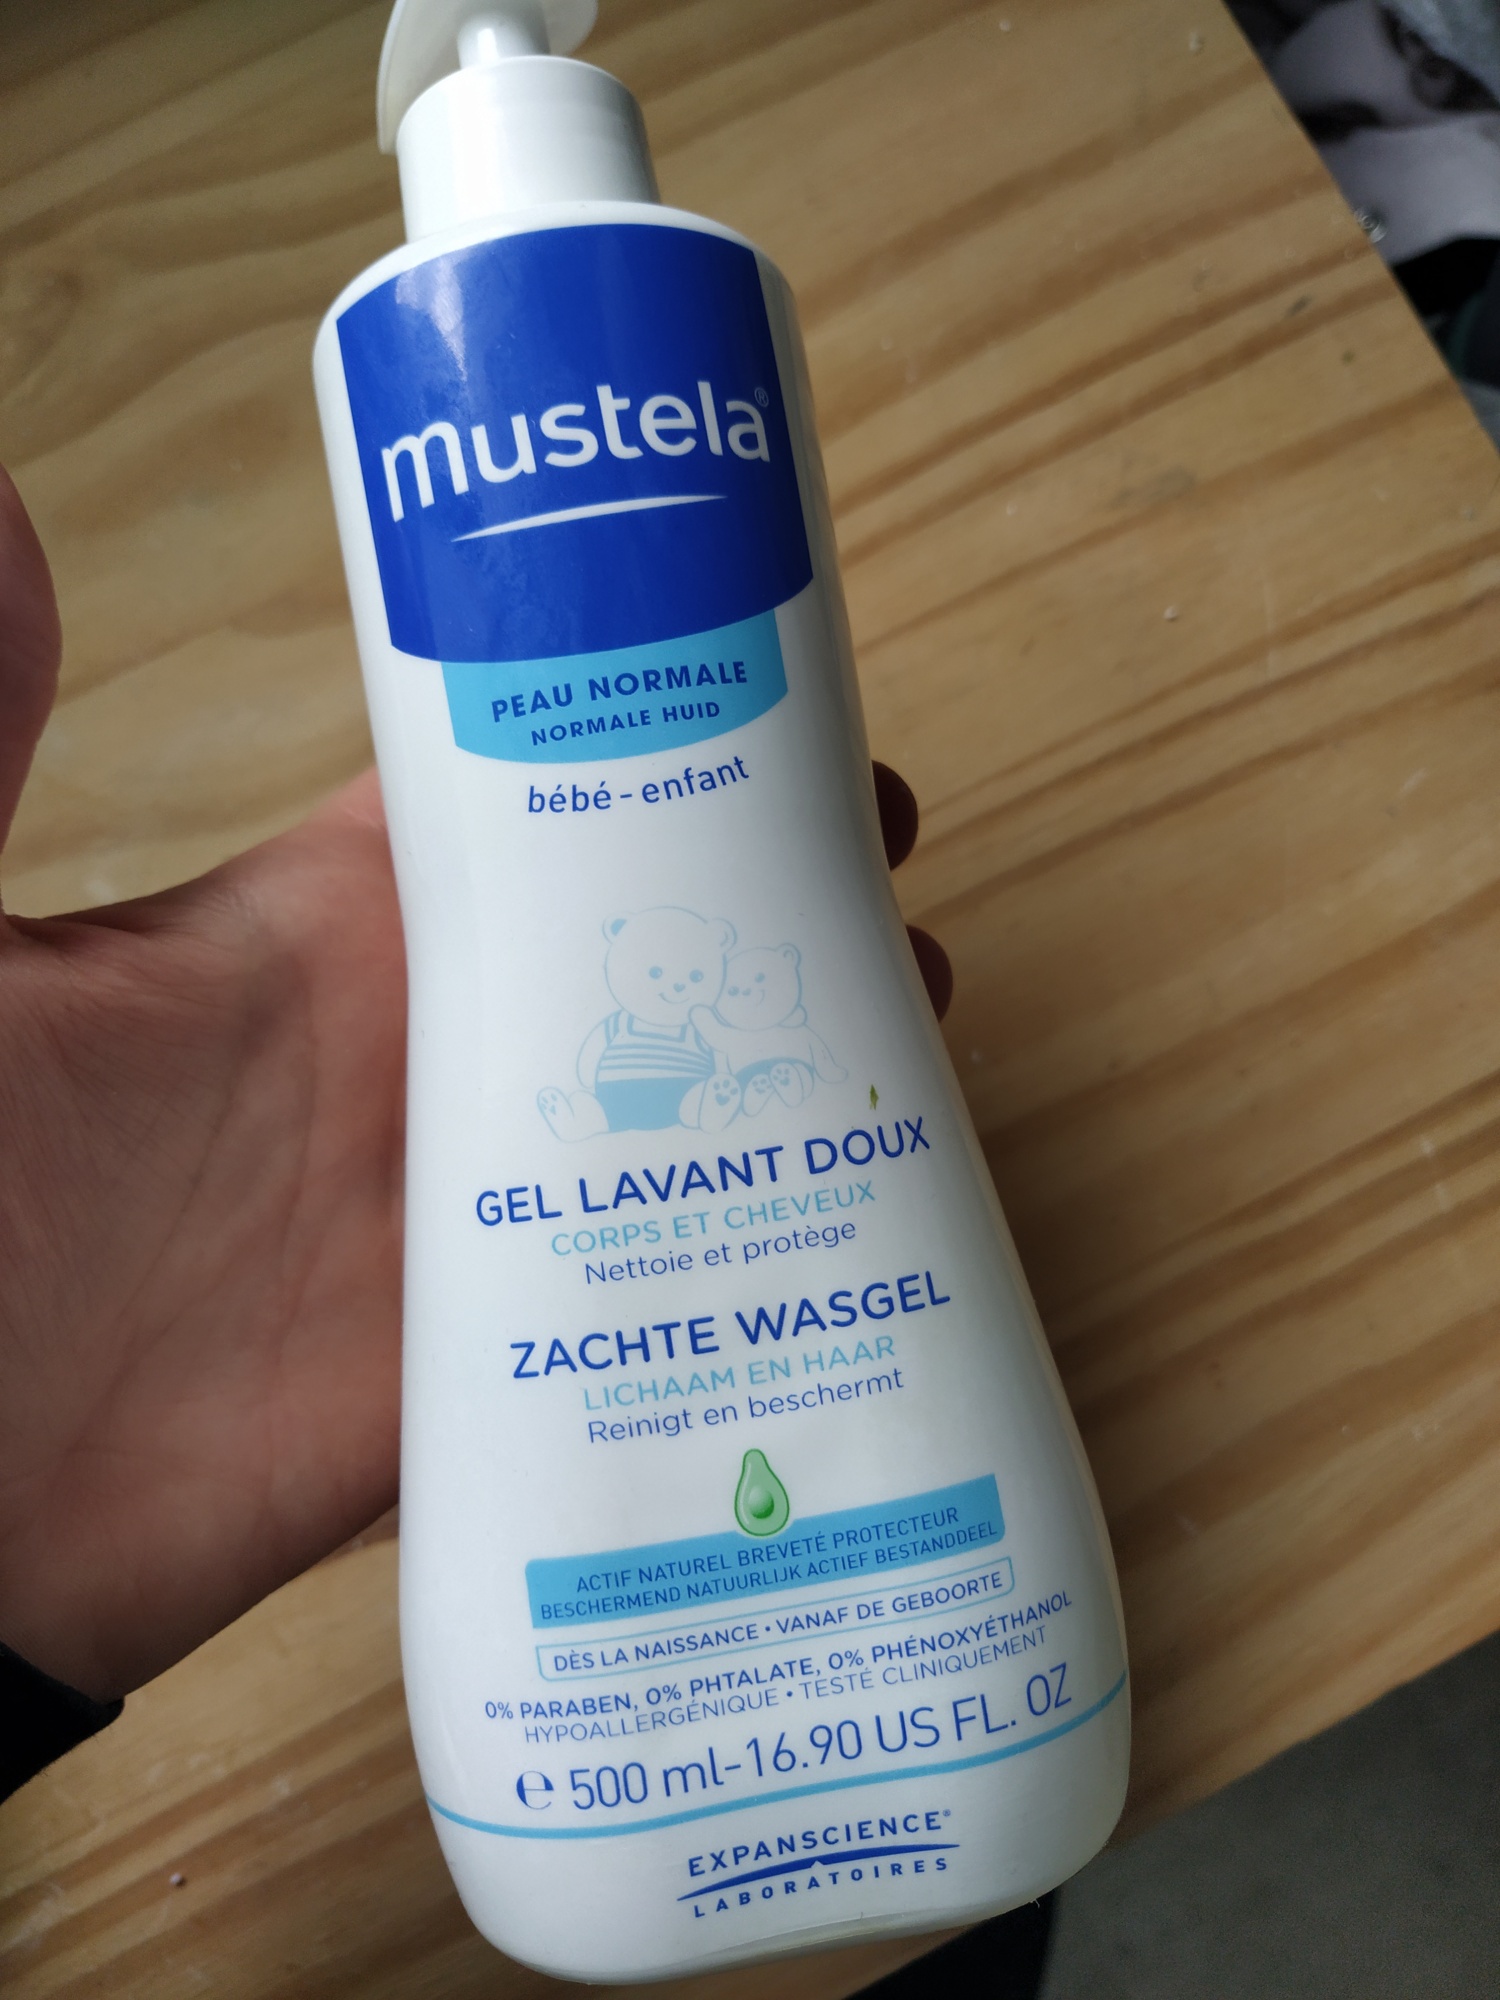 mustela®
PEAU NORMALE
NORMALE HUID
bébé-enfant
GEL LAVANT DOUX
CORPS ET CHEVEUX
Nettoie et protège
ZACHTE WASGEL
LICHAAM EN HAAR
Reinigt en beschermt
ACTIF NATUREL BREVETÉ PROTECTEUR
BESCHERMEND NATUURLIJK ACTIEF BESTANDDEEL
DÈS LA NAISSANCE • VANAF DE GEBOORTE
0% PARABEN, 0% PHTALATE, 0% PHÉNOXYÉTHANOL
HYPOALLERGÉNIQUE • TESTÉ CLINIQUEMENT
℮ 500 ml-16.90 US FL. OZ
EXPANSCIENCE®
LABORATOIRES